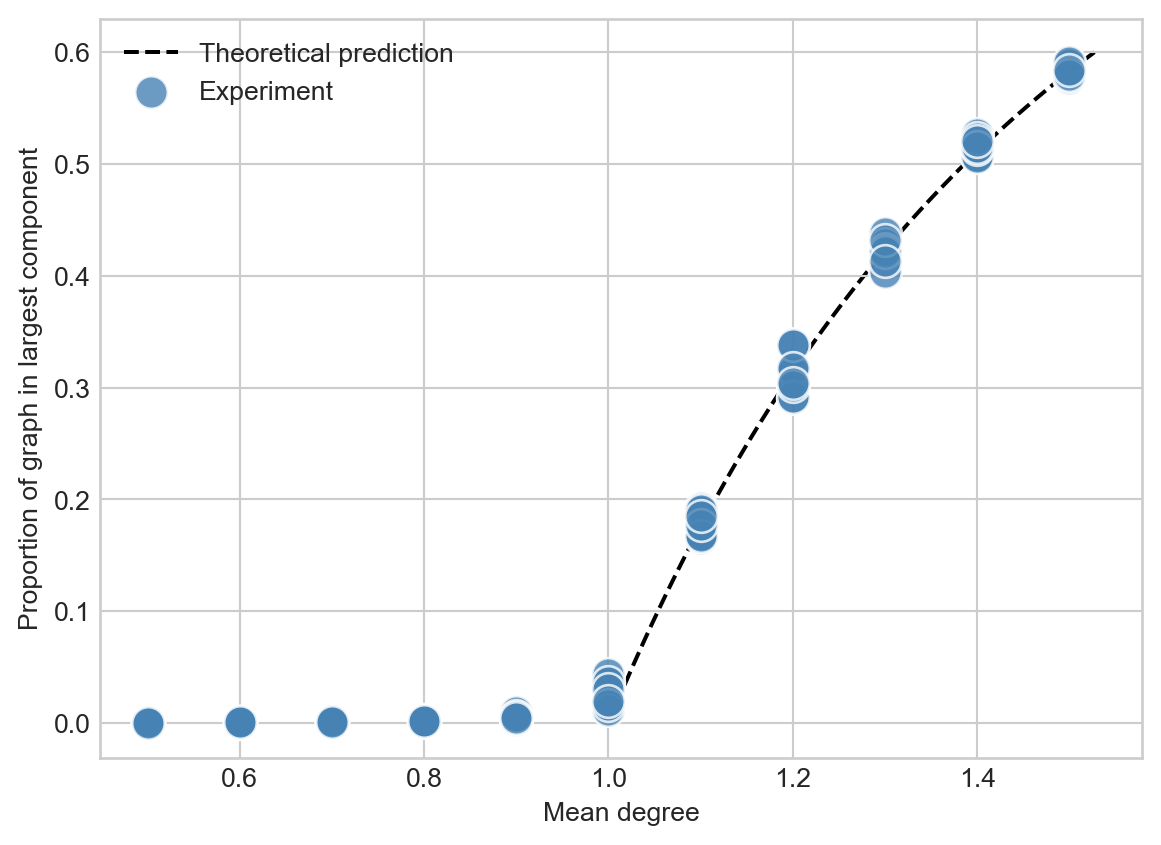 Theoretical prediction
Experiment
Proportion of graph in largest component
0.6
0.5
0.4
0.3
0.2
0.1
0.0
0.6 0.8 1.0 1.2 1.4
Mean degree